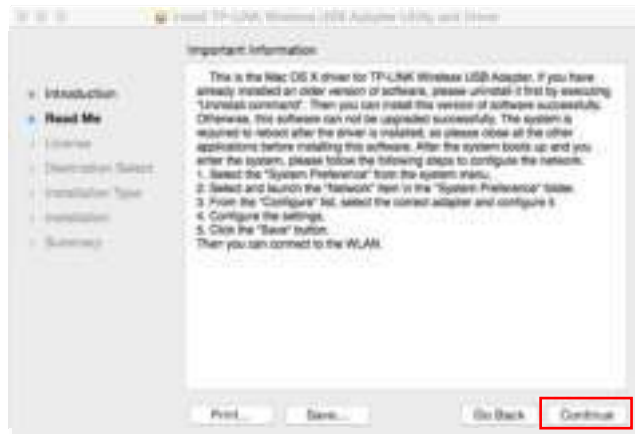 Install TP-LINK Wireless USB Adapter Utility and Driver
Important Information
Introduction
Read Me
License
Destination Select
Installation Type
Installation
Summary
This is the Mac OS X driver for TP-LINK Wireless USB Adapter. If you have
already installed an older version of software, please uninstall it first by executing
"Uninstall command". Then you can install this version of software successfully.
Otherwise, this software can not be upgraded successfully. The system is
required to reboot after the driver is installed, so please close all the other
applications before installing this software. After the system boots up and you
enter the system, please follow the following steps to configure the network.
1. Select the "System Preference" from the system menu.
2. Select and launch the "Network" item in the "System Preference" folder.
3. From the "Configure" list, select the correct adapter and configure it.
4. Configure the settings.
5. Click the "Save" button.
Then you can connect to the WLAN.
Print...
Save...
Go Back
Continue